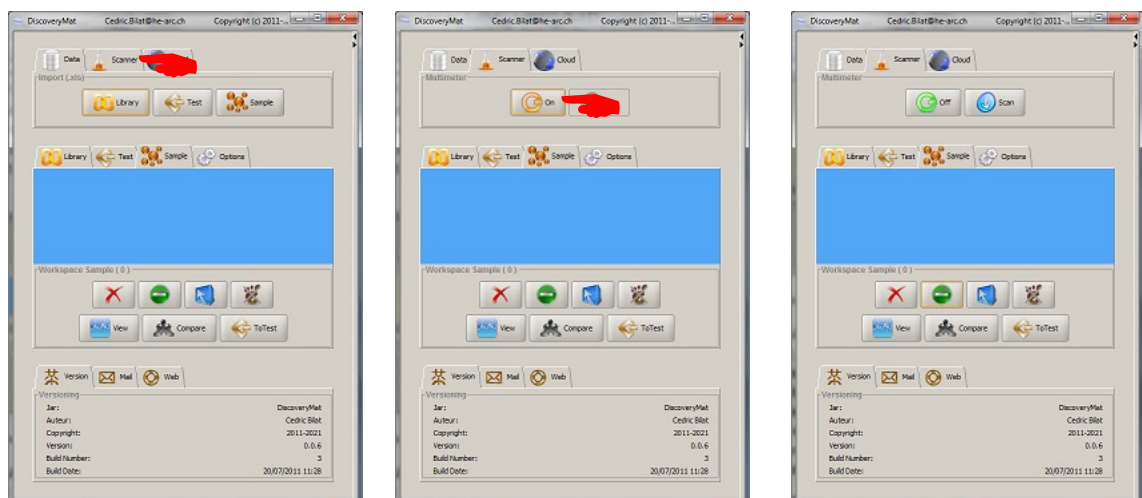 DiscoveryMat Cedric.Bilat@he-arc.ch Copyright (c) 2011-...
Data Scanner
Import (.xls)
Library Test Sample
Library Test Sample Options
Workspace Sample ( 0 )
View Compare ToTest
Version Mail Web
Versioning
Jar: DiscoveryMat
Auteur: Cedric Bilat
Copyright: 2011-2021
Version: 0.0.6
Build Number: 3
Build Date: 20/07/2011 11:28
DiscoveryMat Cedric.Bilat@he-arc.ch Copyright (c) 2011-...
Data Scanner Cloud
Multimeter
On
Library Test Sample Options
Workspace Sample ( 0 )
View Compare ToTest
Version Mail Web
Versioning
Jar: DiscoveryMat
Auteur: Cedric Bilat
Copyright: 2011-2021
Version: 0.0.6
Build Number: 3
Build Date: 20/07/2011 11:28
DiscoveryMat Cedric.Bilat@he-arc.ch Copyright (c) 2011-...
Data Scanner Cloud
Multimeter
Off Scan
Library Test Sample Options
Workspace Sample ( 0 )
View Compare ToTest
Version Mail Web
Versioning
Jar: DiscoveryMat
Auteur: Cedric Bilat
Copyright: 2011-2021
Version: 0.0.6
Build Number: 3
Build Date: 20/07/2011 11:28